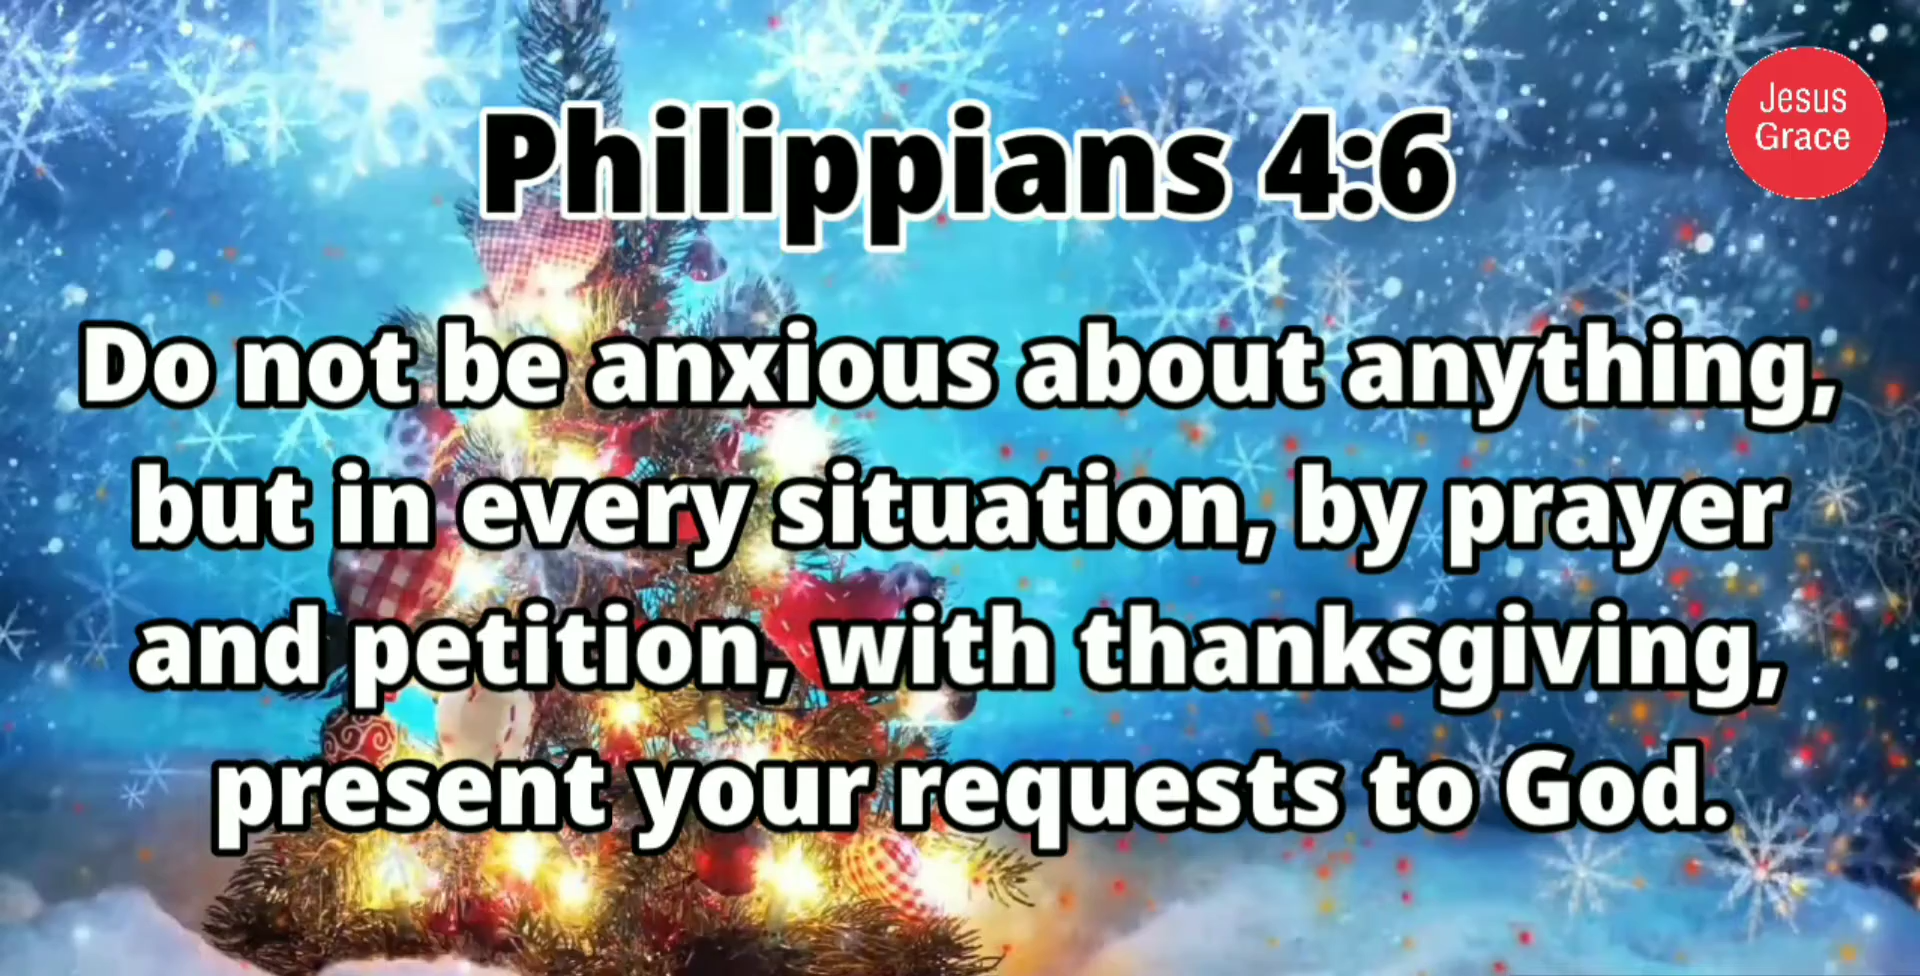 Jesus
Grace
Philippians 4:6
Do not be anxious about anything,
but in every situation, by prayer
and petition, with thanksgiving,
present your requests to God.